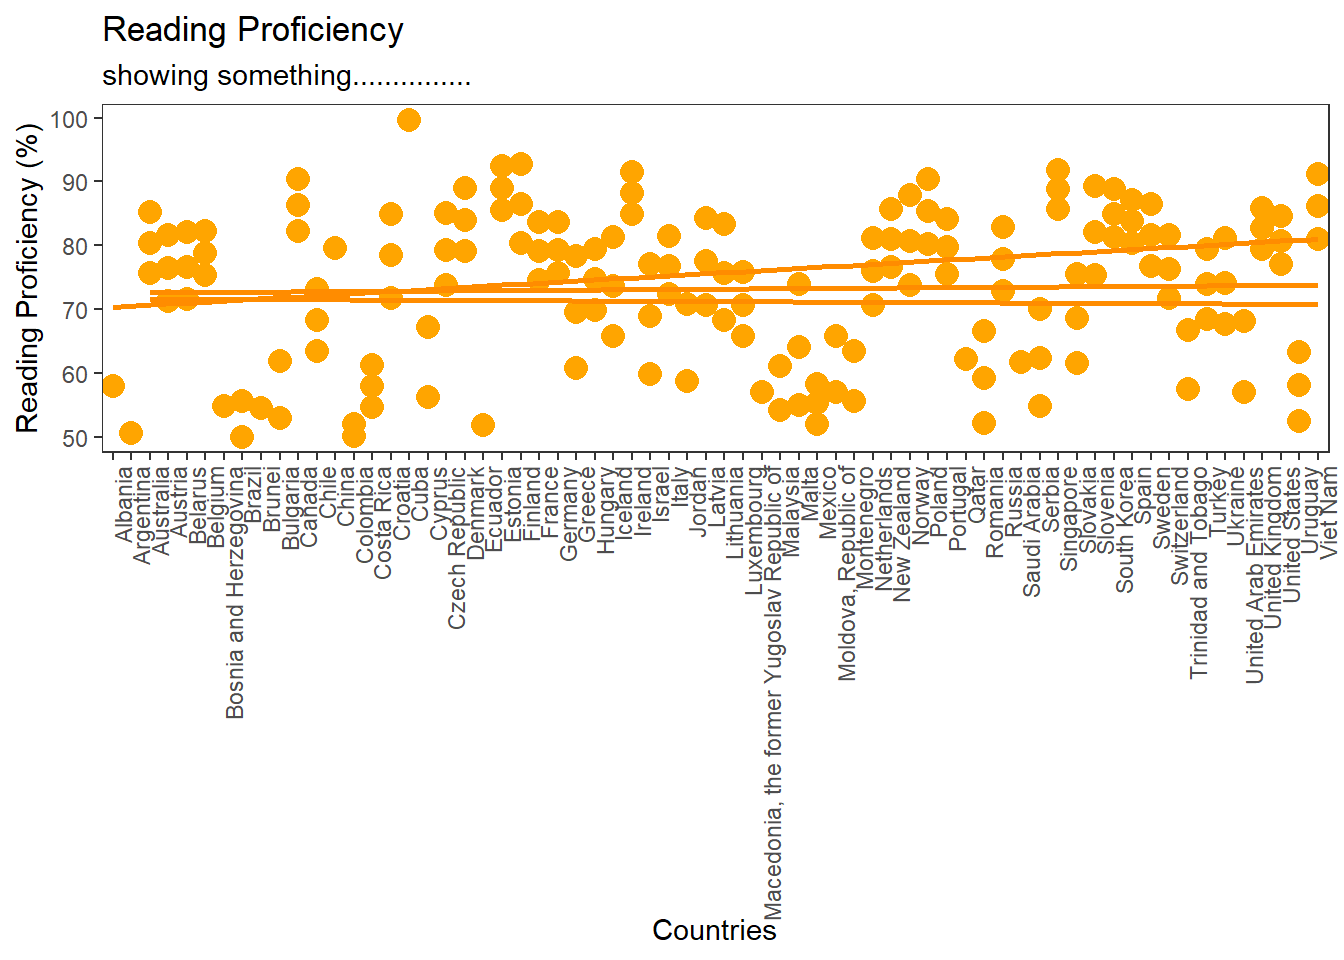 Reading Proficiency
showing something...............
Reading Proficiency (%)
100
90
80
70
60
50
Albania
Argentina
Australia
Austria
Belarus
Belgium
Bosnia and Herzegovina
Brazil
Brunei
Bulgaria
Canada
Chile
China
Colombia
Costa Rica
Croatia
Cuba
Cyprus
Czech Republic
Denmark
Ecuador
Estonia
Finland
France
Germany
Greece
Hungary
Iceland
Ireland
Israel
Italy
Jordan
Latvia
Lithuania
Luxembourg
Macedonia, the former Yugoslav Republic of
Malaysia
Malta
Mexico
Moldova, Republic of
Montenegro
Netherlands
New Zealand
Norway
Poland
Portugal
Qatar
Romania
Russia
Saudi Arabia
Serbia
Singapore
Slovakia
Slovenia
South Korea
Spain
Sweden
Switzerland
Trinidad and Tobago
Turkey
Ukraine
United Arab Emirates
United Kingdom
United States
Uruguay
Viet Nam
Countries